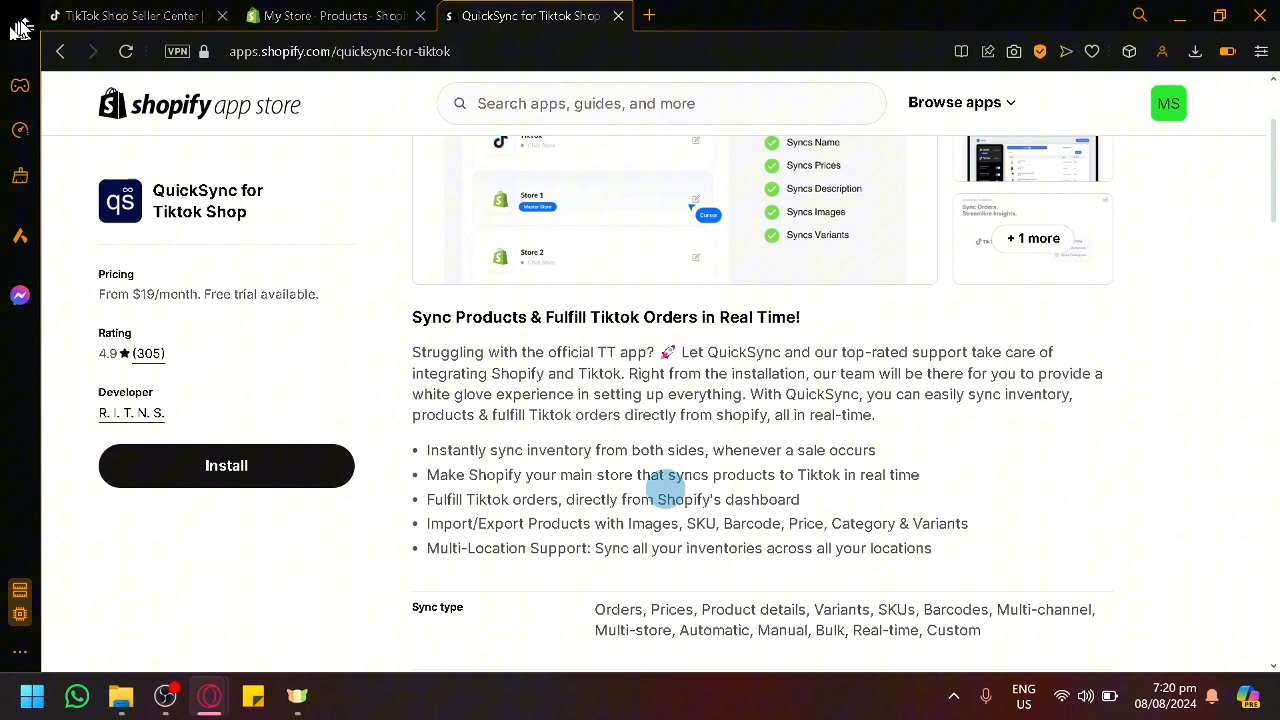 TikTok Shop Seller Center
My Store · Products · Shopify
QuickSync for Tiktok Shop
VPN
apps.shopify.com/quicksync-for-tiktok
shopify app store
Search apps, guides, and more
Browse apps
MS
QuickSync for
Tiktok Shop
Pricing
From $19/month. Free trial available.
Rating
4.9 (305)
Developer
R. I. T. N. S.
Install
Tiktok
Store 1
Master Store
Cursor
Store 2
Syncs Name
Syncs Prices
Syncs Description
Syncs Images
Syncs Variants
Sync Orders.
Streamline Insights.
+ 1 more
Sync Products & Fulfill Tiktok Orders in Real Time!
Struggling with the official TT app? 🚀 Let QuickSync and our top-rated support take care of
integrating Shopify and Tiktok. Right from the installation, our team will be there for you to provide a
white glove experience in setting up everything. With QuickSync, you can easily sync inventory,
products & fulfill Tiktok orders directly from shopify, all in real-time.
• Instantly sync inventory from both sides, whenever a sale occurs
• Make Shopify your main store that syncs products to Tiktok in real time
• Fulfill Tiktok orders, directly from Shopify's dashboard
• Import/Export Products with Images, SKU, Barcode, Price, Category & Variants
• Multi-Location Support: Sync all your inventories across all your locations
Sync type
Orders, Prices, Product details, Variants, SKUs, Barcodes, Multi-channel,
Multi-store, Automatic, Manual, Bulk, Real-time, Custom
ENG
US
7:20 pm
08/08/2024
PRE